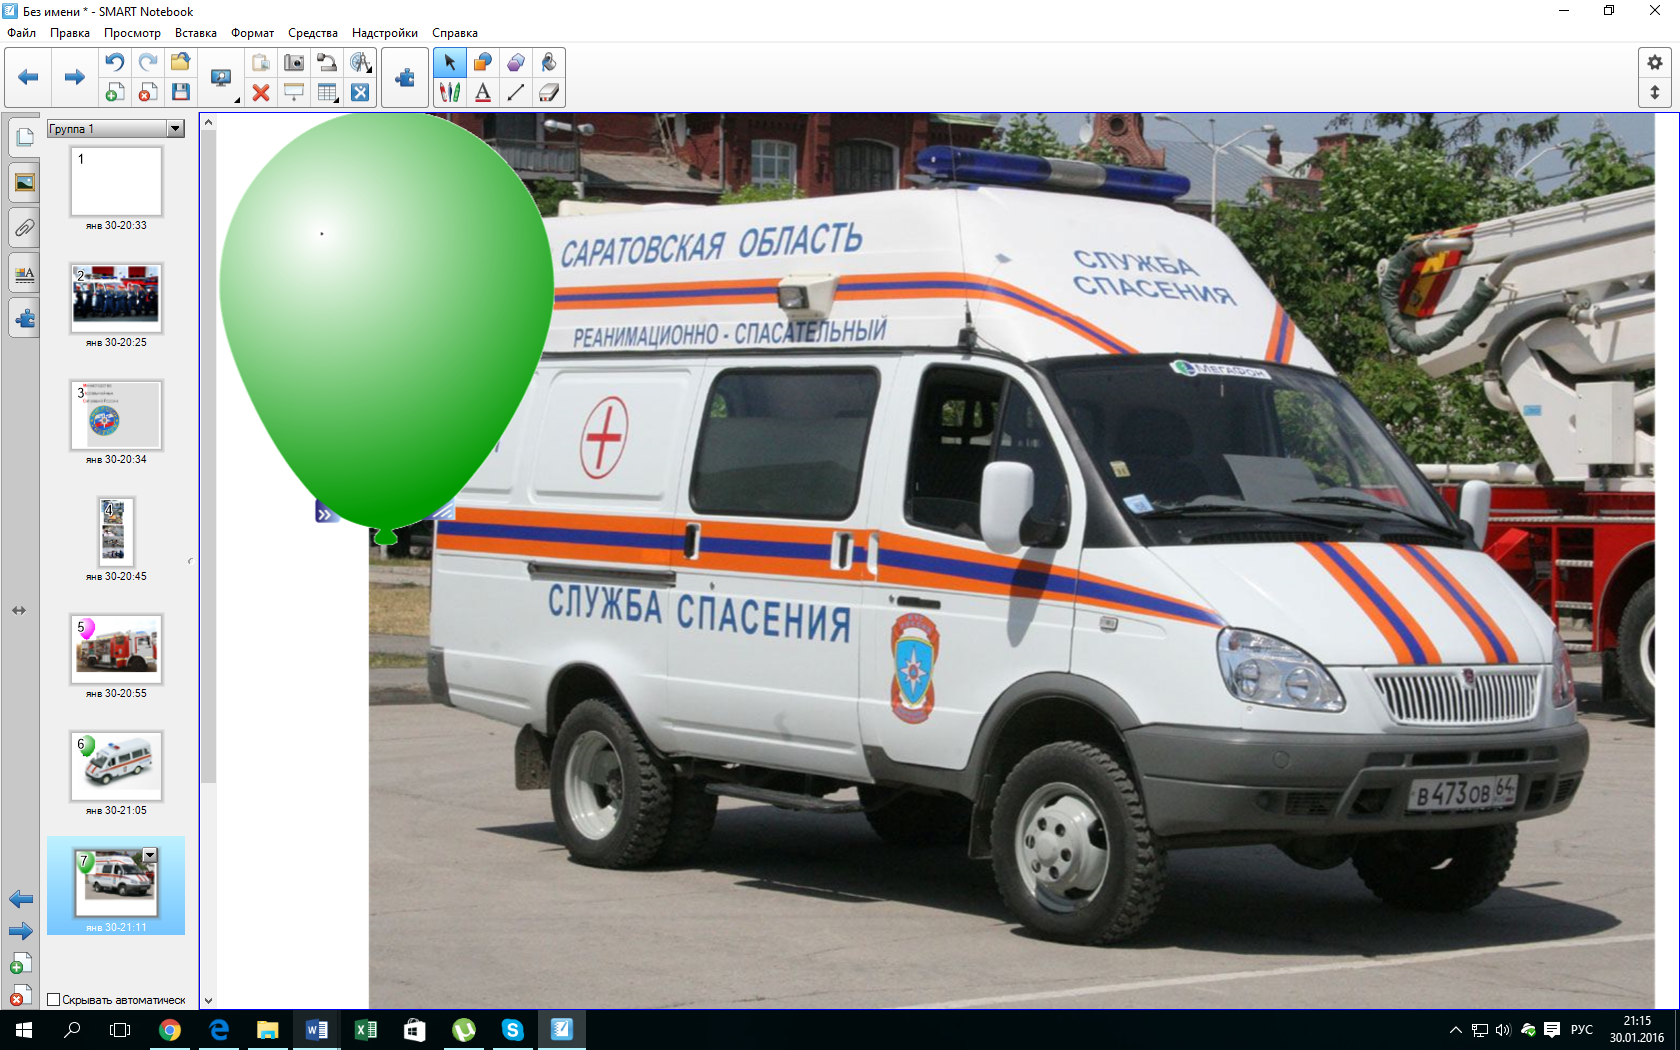 Без имени * - SMART Notebook
Файл Правка Просмотр Вставка Формат Средства Надстройки Справка
Группа 1
1
янв 30-20:33
2
янв 30-20:25
3
янв 30-20:34
4
янв 30-20:45
5
янв 30-20:55
6
янв 30-21:05
7
янв 30-21:11
Скрывать автоматическ
САРАТОВСКАЯ ОБЛАСТЬ
СЛУЖБА
СПАСЕНИЯ
РЕАНИМАЦИОННО - СПАСАТЕЛЬНЫЙ
МЕГАФОН
СЛУЖБА СПАСЕНИЯ
В 473 ОВ 64
РУС
21:15
30.01.2016